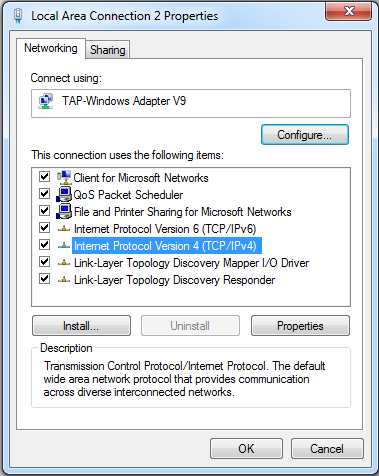 Local Area Connection 2 Properties
Networking
Sharing
Connect using:
TAP-Windows Adapter V9
Configure...
This connection uses the following items:
Client for Microsoft Networks
QoS Packet Scheduler
File and Printer Sharing for Microsoft Networks
Internet Protocol Version 6 (TCP/IPv6)
Internet Protocol Version 4 (TCP/IPv4)
Link-Layer Topology Discovery Mapper I/O Driver
Link-Layer Topology Discovery Responder
Install...
Uninstall
Properties
Description
Transmission Control Protocol/Internet Protocol. The default
wide area network protocol that provides communication
across diverse interconnected networks.
OK
Cancel